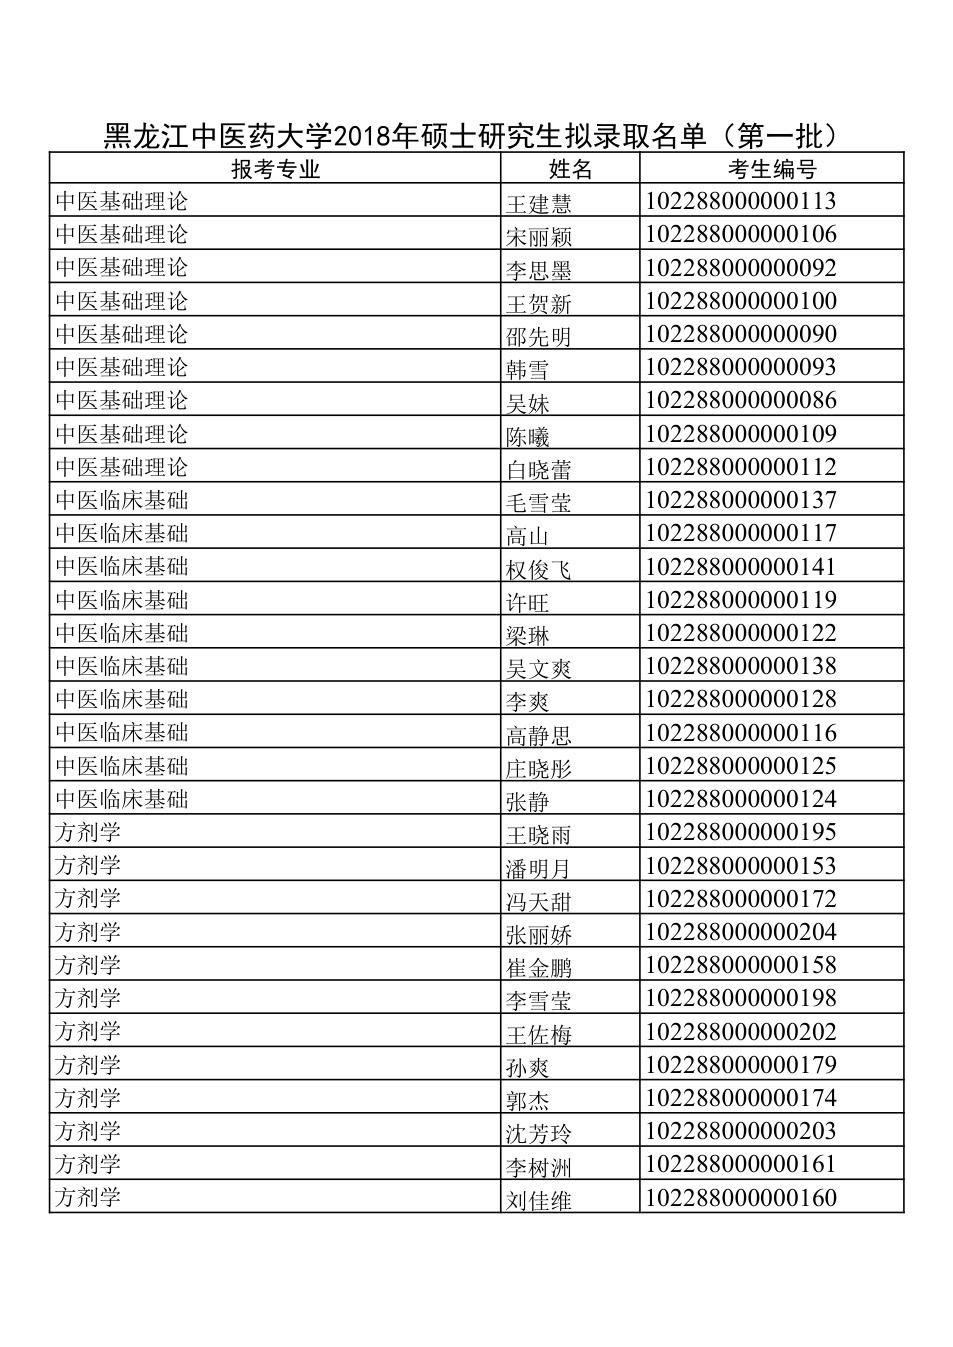 黑龙江中医药大学2018年硕士研究生拟录取名单（第一批）
报考专业 姓名 考生编号
中医基础理论 王建慧 102288000000113
中医基础理论 宋丽颖 102288000000106
中医基础理论 李思墨 102288000000092
中医基础理论 王贺新 102288000000100
中医基础理论 邵先明 102288000000090
中医基础理论 韩雪 102288000000093
中医基础理论 吴妹 102288000000086
中医基础理论 陈曦 102288000000109
中医基础理论 白晓蕾 102288000000112
中医临床基础 毛雪莹 102288000000137
中医临床基础 高山 102288000000117
中医临床基础 权俊飞 102288000000141
中医临床基础 许旺 102288000000119
中医临床基础 梁琳 102288000000122
中医临床基础 吴文爽 102288000000138
中医临床基础 李爽 102288000000128
中医临床基础 高静思 102288000000116
中医临床基础 庄晓彤 102288000000125
中医临床基础 张静 102288000000124
方剂学 王晓雨 102288000000195
方剂学 潘明月 102288000000153
方剂学 冯天甜 102288000000172
方剂学 张丽娇 102288000000204
方剂学 崔金鹏 102288000000158
方剂学 李雪莹 102288000000198
方剂学 王佐梅 102288000000202
方剂学 孙爽 102288000000179
方剂学 郭杰 102288000000174
方剂学 沈芳玲 102288000000203
方剂学 李树洲 102288000000161
方剂学 刘佳维 102288000000160